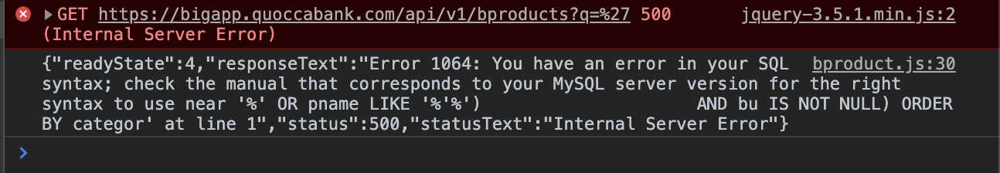 GET https://bigapp.quoccabank.com/api/v1/bproducts?q=%27 500 jquery-3.5.1.min.js:2
(Internal Server Error)
{"readyState":4,"responseText":"Error 1064: You have an error in your SQL bproduct.js:30
syntax; check the manual that corresponds to your MySQL server version for the right
syntax to use near '%' OR pname LIKE '%'%') AND bu IS NOT NULL) ORDER
BY categor' at line 1","status":500,"statusText":"Internal Server Error"}